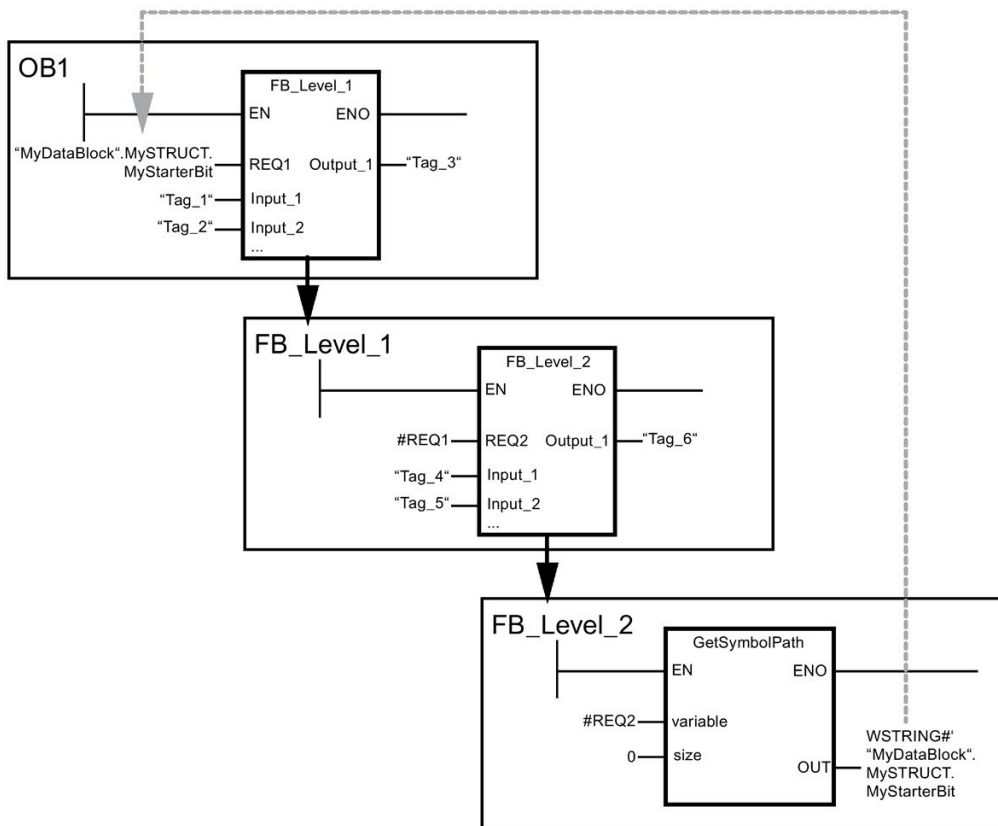 OB1
FB_Level_1
EN
ENO
"MyDataBlock".MySTRUCT.
MyStarterBit
REQ1
Output_1
"Tag_3"
"Tag_1"
Input_1
"Tag_2"
Input_2
...
FB_Level_1
FB_Level_2
EN
ENO
#REQ1
REQ2
Output_1
"Tag_6"
"Tag_4"
Input_1
"Tag_5"
Input_2
...
FB_Level_2
GetSymbolPath
EN
ENO
#REQ2
variable
0
size
OUT
WSTRING#'
"MyDataBlock".
MySTRUCT.
MyStarterBit